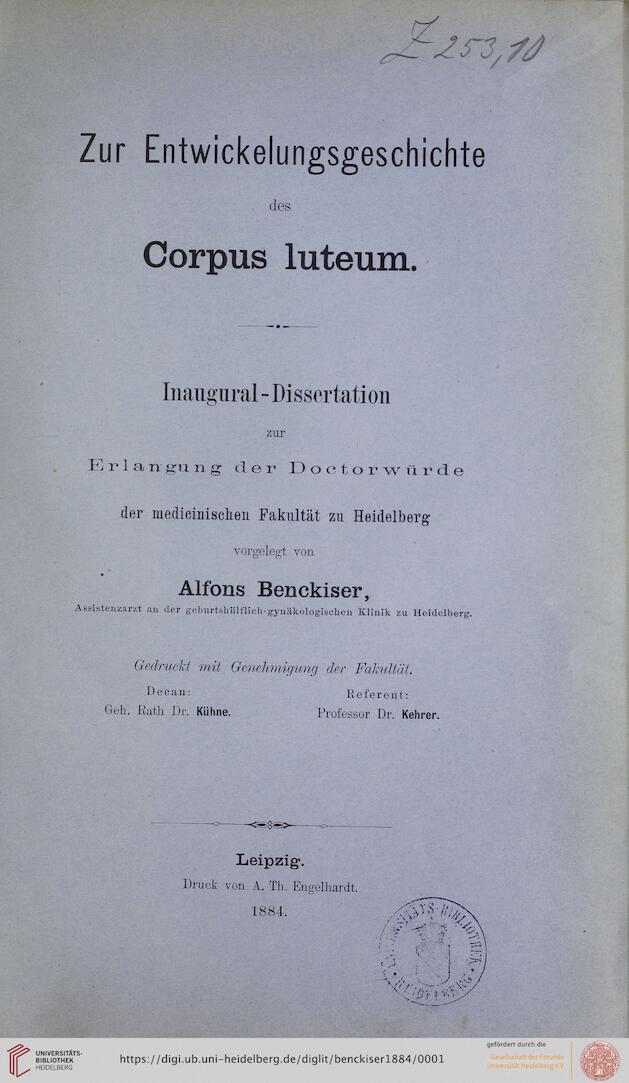 Z 253,10
Zur Entwickelungsgeschichte
des
Corpus luteum.
Inaugural-Dissertation
zur
Erlangung der Doctorwürde
der medicinischen Fakultät zu Heidelberg
vorgelegt von
Alfons Benckiser,
Assistenzarzt an der geburtshülflich-gynäkologischen Klinik zu Heidelberg.
Gedruckt mit Genehmigung der Fakultät.
Decan: Referent:
Geh. Rath Dr. Kühne. Professor Dr. Kehrer.
Leipzig.
Druck von A. Th. Engelhardt.
1884.
UNIVERSITÄTS-BIBLIOTHEK
HEIDELBERG
UNIVERSITÄTS-
BIBLIOTHEK
HEIDELBERG
https://digi.ub.uni-heidelberg.de/diglit/benckiser1884/0001
gefördert durch die
Gesellschaft der Freunde
Universität Heidelberg e.V.